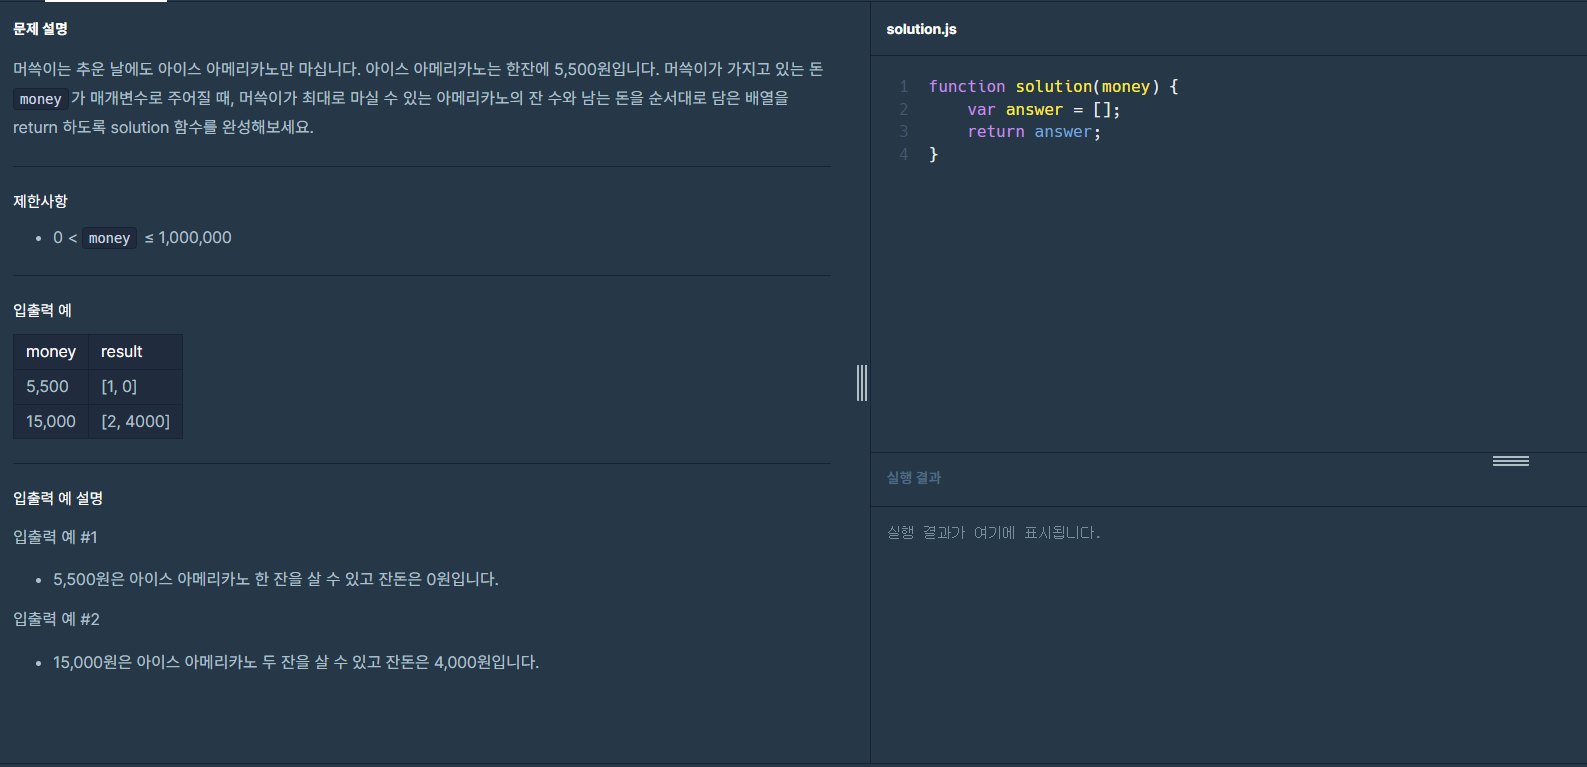 문제 설명
머쓱이는 추운 날에도 아이스 아메리카노만 마십니다. 아이스 아메리카노는 한잔에 5,500원입니다. 머쓱이가 가지고 있는 돈
money 가 매개변수로 주어질 때, 머쓱이가 최대로 마실 수 있는 아메리카노의 잔 수와 남는 돈을 순서대로 담은 배열을
return 하도록 solution 함수를 완성해보세요.
제한사항
• 0 < money ≤ 1,000,000
입출력 예
money result
5,500 [1, 0]
15,000 [2, 4000]
입출력 예 설명
입출력 예 #1
• 5,500원은 아이스 아메리카노 한 잔을 살 수 있고 잔돈은 0원입니다.
입출력 예 #2
• 15,000원은 아이스 아메리카노 두 잔을 살 수 있고 잔돈은 4,000원입니다.
solution.js
1 function solution(money) {
2     var answer = [];
3     return answer;
4 }
실행 결과
실행 결과가 여기에 표시됩니다.